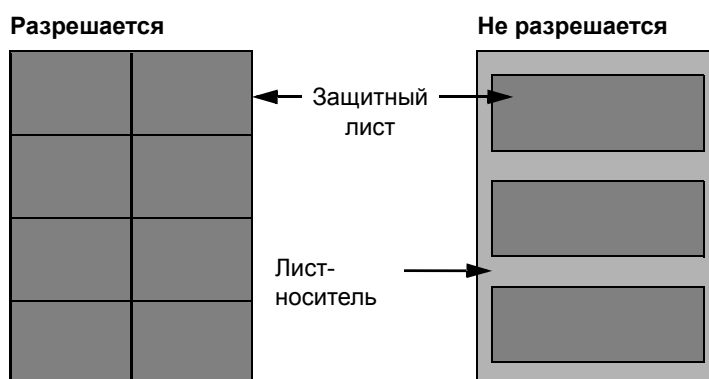 Разрешается
Не разрешается
Защитный
лист
Лист-
носитель